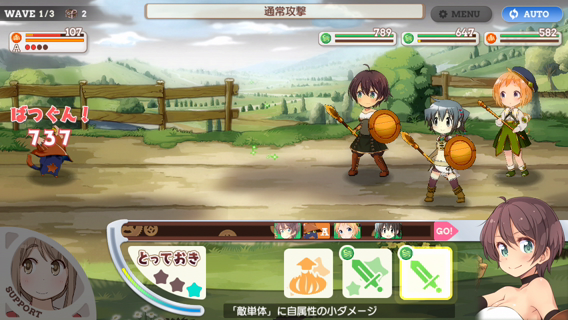 WAVE 1/3 2
通常攻撃
MENU
AUTO
107
A
789
647
582
ばつぐん!
737
A
GO!
とっておき
SUPPORT
「敵単体」に自属性の小ダメージ